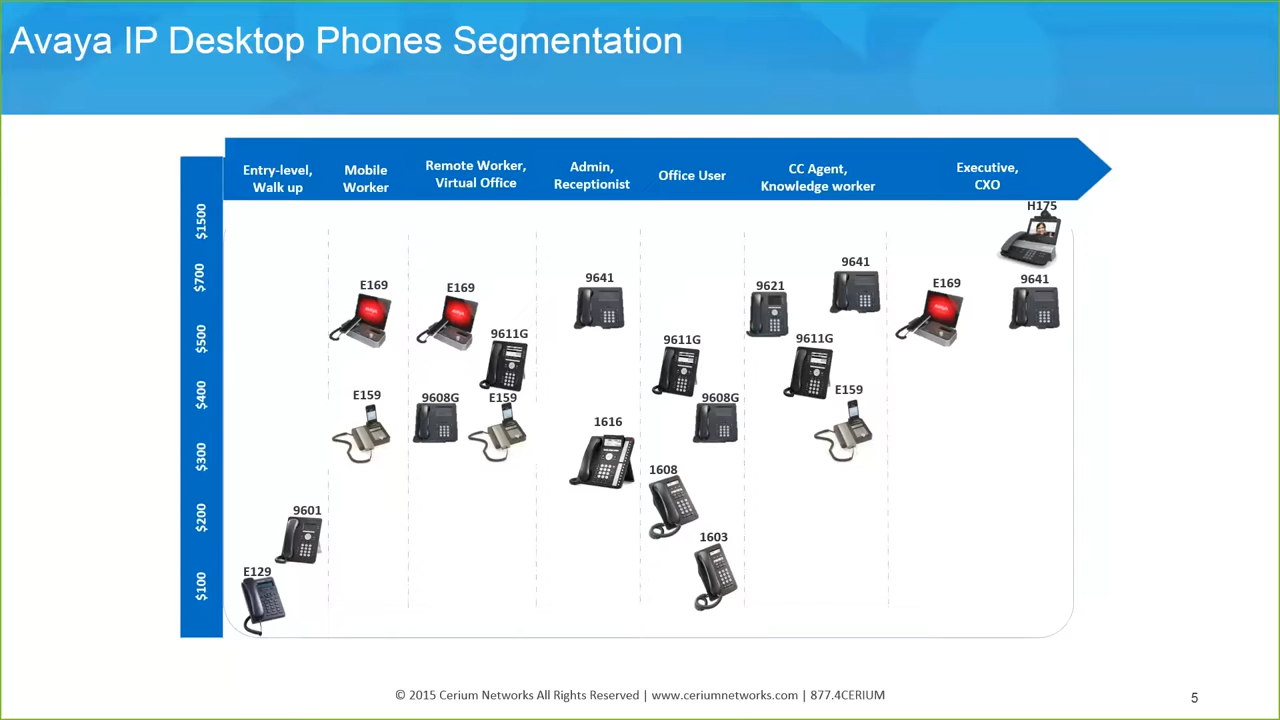 Avaya IP Desktop Phones Segmentation
Entry-level,
Walk up
Mobile
Worker
Remote Worker,
Virtual Office
Admin,
Receptionist
Office User
CC Agent,
Knowledge worker
Executive,
CXO
$1500
$700
$500
$400
$300
$200
$100
H175
9641
9641
9641
E169
E169
9621
E169
9611G
9611G
9611G
E159
9608G
E159
9608G
E159
1616
1608
9601
1603
E129
© 2015 Cerium Networks All Rights Reserved | www.ceriumnetworks.com | 877.4CERIUM
5